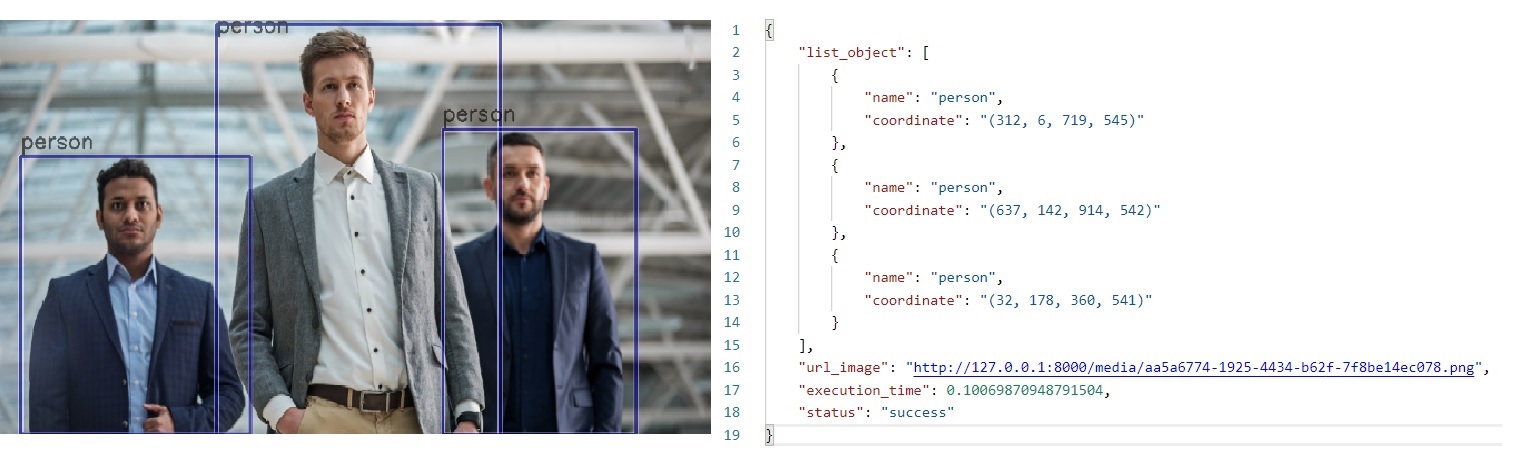 person
person
person
1 {
2 "list_object": [
3 {
4 "name": "person",
5 "coordinate": "(312, 6, 719, 545)"
6 },
7 {
8 "name": "person",
9 "coordinate": "(637, 142, 914, 542)"
10 },
11 {
12 "name": "person",
13 "coordinate": "(32, 178, 360, 541)"
14 }
15 ],
16 "url_image": "http://127.0.0.1:8000/media/aa5a6774-1925-4434-b62f-7f8be14ec078.png",
17 "execution_time": 0.10069870948791504,
18 "status": "success"
19 }